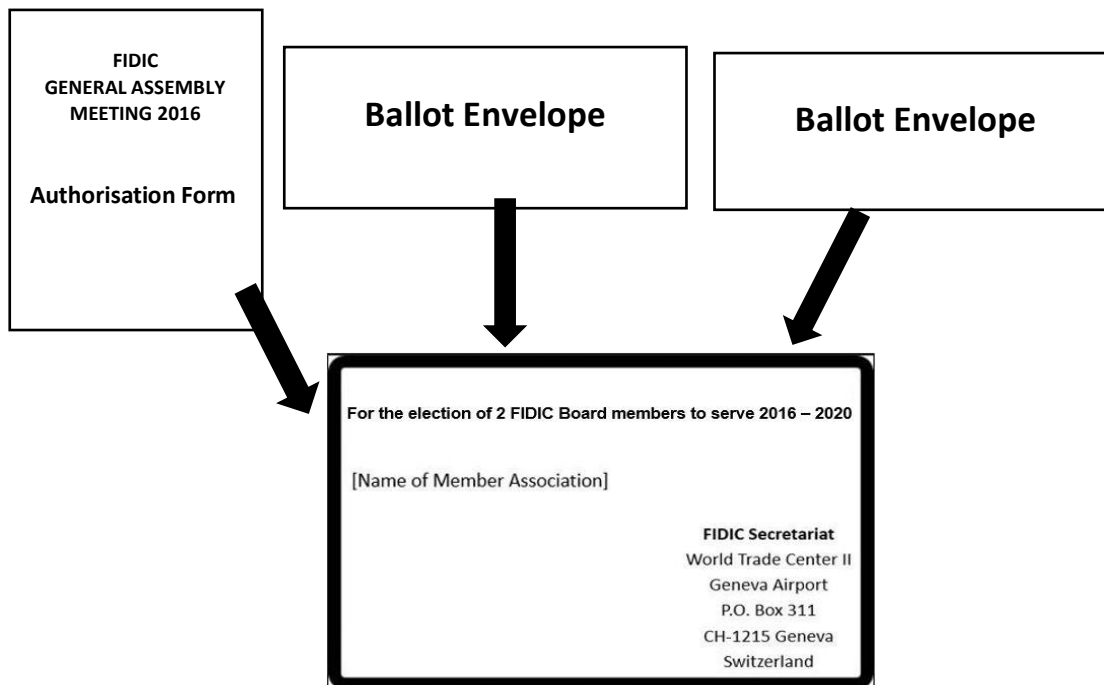 FIDIC
GENERAL ASSEMBLY
MEETING 2016
Authorisation Form
Ballot Envelope
Ballot Envelope
For the election of 2 FIDIC Board members to serve 2016 – 2020
[Name of Member Association]
FIDIC Secretariat
World Trade Center II
Geneva Airport
P.O. Box 311
CH-1215 Geneva
Switzerland